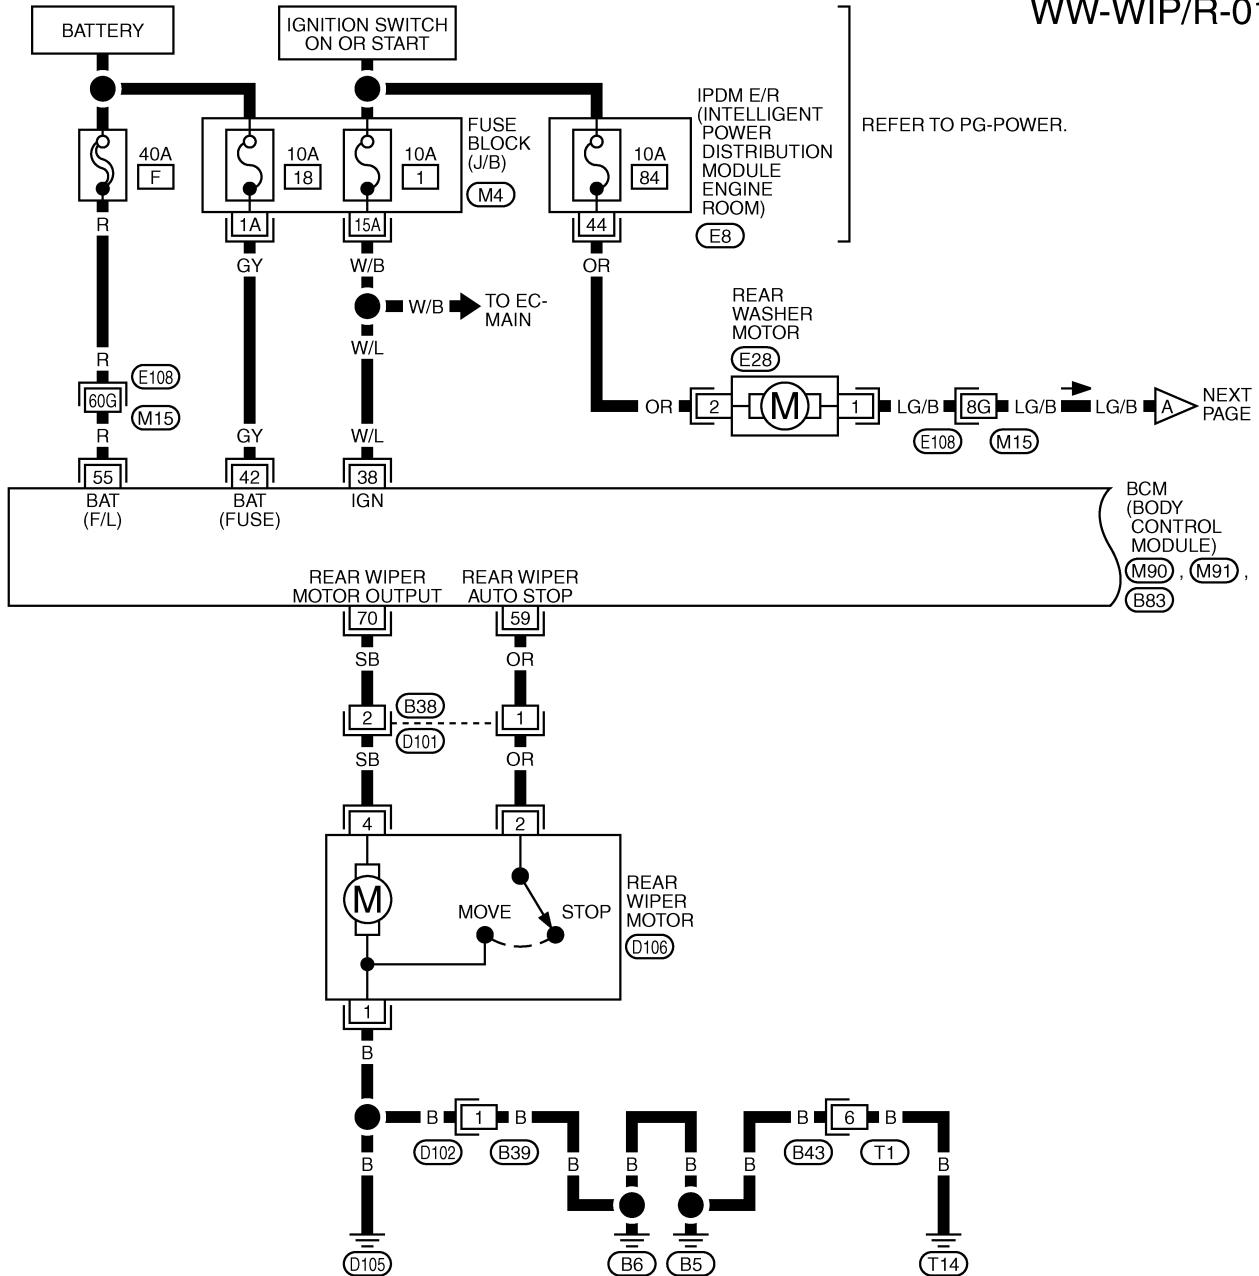 WW-WIP/R-01
BATTERY
IGNITION SWITCH
ON OR START
IPDM E/R
(INTELLIGENT
POWER
DISTRIBUTION
MODULE
ENGINE
ROOM)
E8
REFER TO PG-POWER.
FUSE
BLOCK
(J/B)
M4
40A
F
10A
18
10A
1
10A
84
1A
15A
44
R
GY
W/B
OR
W/B
TO EC-
MAIN
W/L
REAR
WASHER
MOTOR
E28
R
E108
60G
M15
OR
2
M
1
LG/B
8G
LG/B
LG/B
A
NEXT
PAGE
E108
M15
R
GY
W/L
55
42
38
BAT
(F/L)
BAT
(FUSE)
IGN
BCM
(BODY
CONTROL
MODULE)
M90 , M91 ,
B83
REAR WIPER
MOTOR OUTPUT
REAR WIPER
AUTO STOP
70
59
SB
OR
2
B38
1
D101
SB
OR
4
2
M
MOVE
STOP
REAR
WIPER
MOTOR
D106
1
B
B
1
B
B
6
B
D102
B39
B43
T1
B
B
B
B
B
B
D105
B6
B5
T14